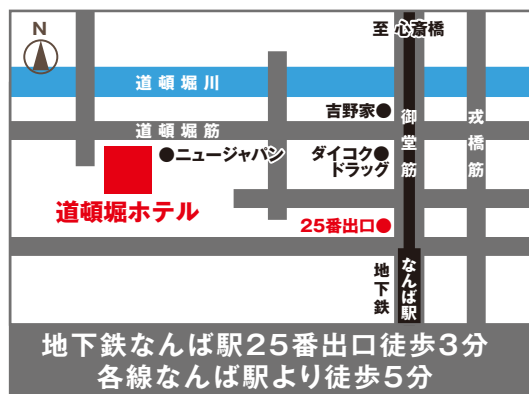 N
至 心斎橋
道頓堀川
吉野家●
御堂筋
戎橋筋
道頓堀筋
●ニュージャパン
ダイコク●
ドラッグ
道頓堀ホテル
25番出口●
地下鉄
なんば駅
地下鉄なんば駅25番出口徒歩3分
各線なんば駅より徒歩5分